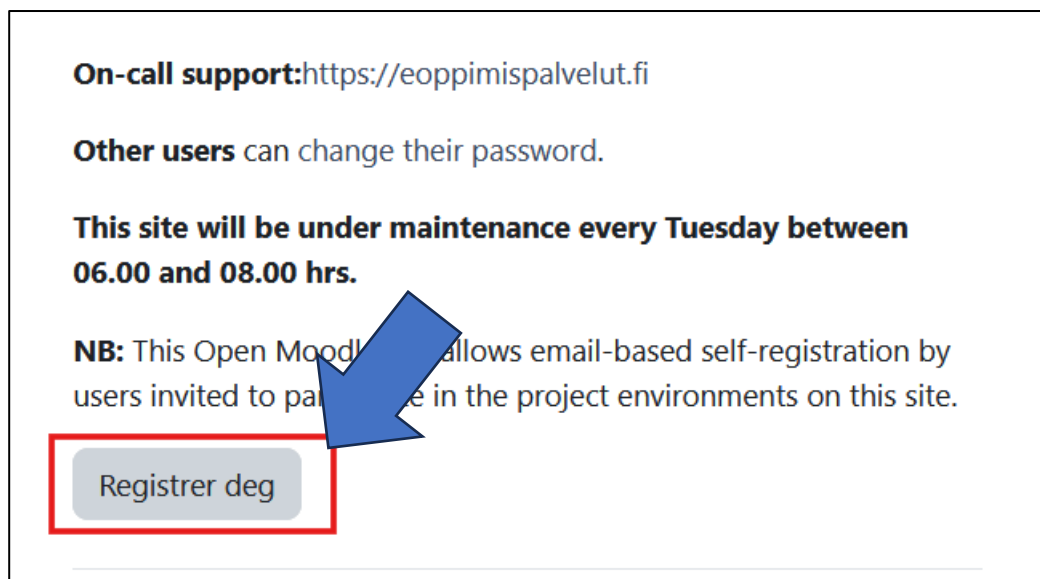 On-call support:https://eoppimispalvelut.fi
Other users can change their password.
This site will be under maintenance every Tuesday between
06.00 and 08.00 hrs.
NB: This Open allows email-based self-registration by
users invited to in the project environments on this site.
Registrer deg